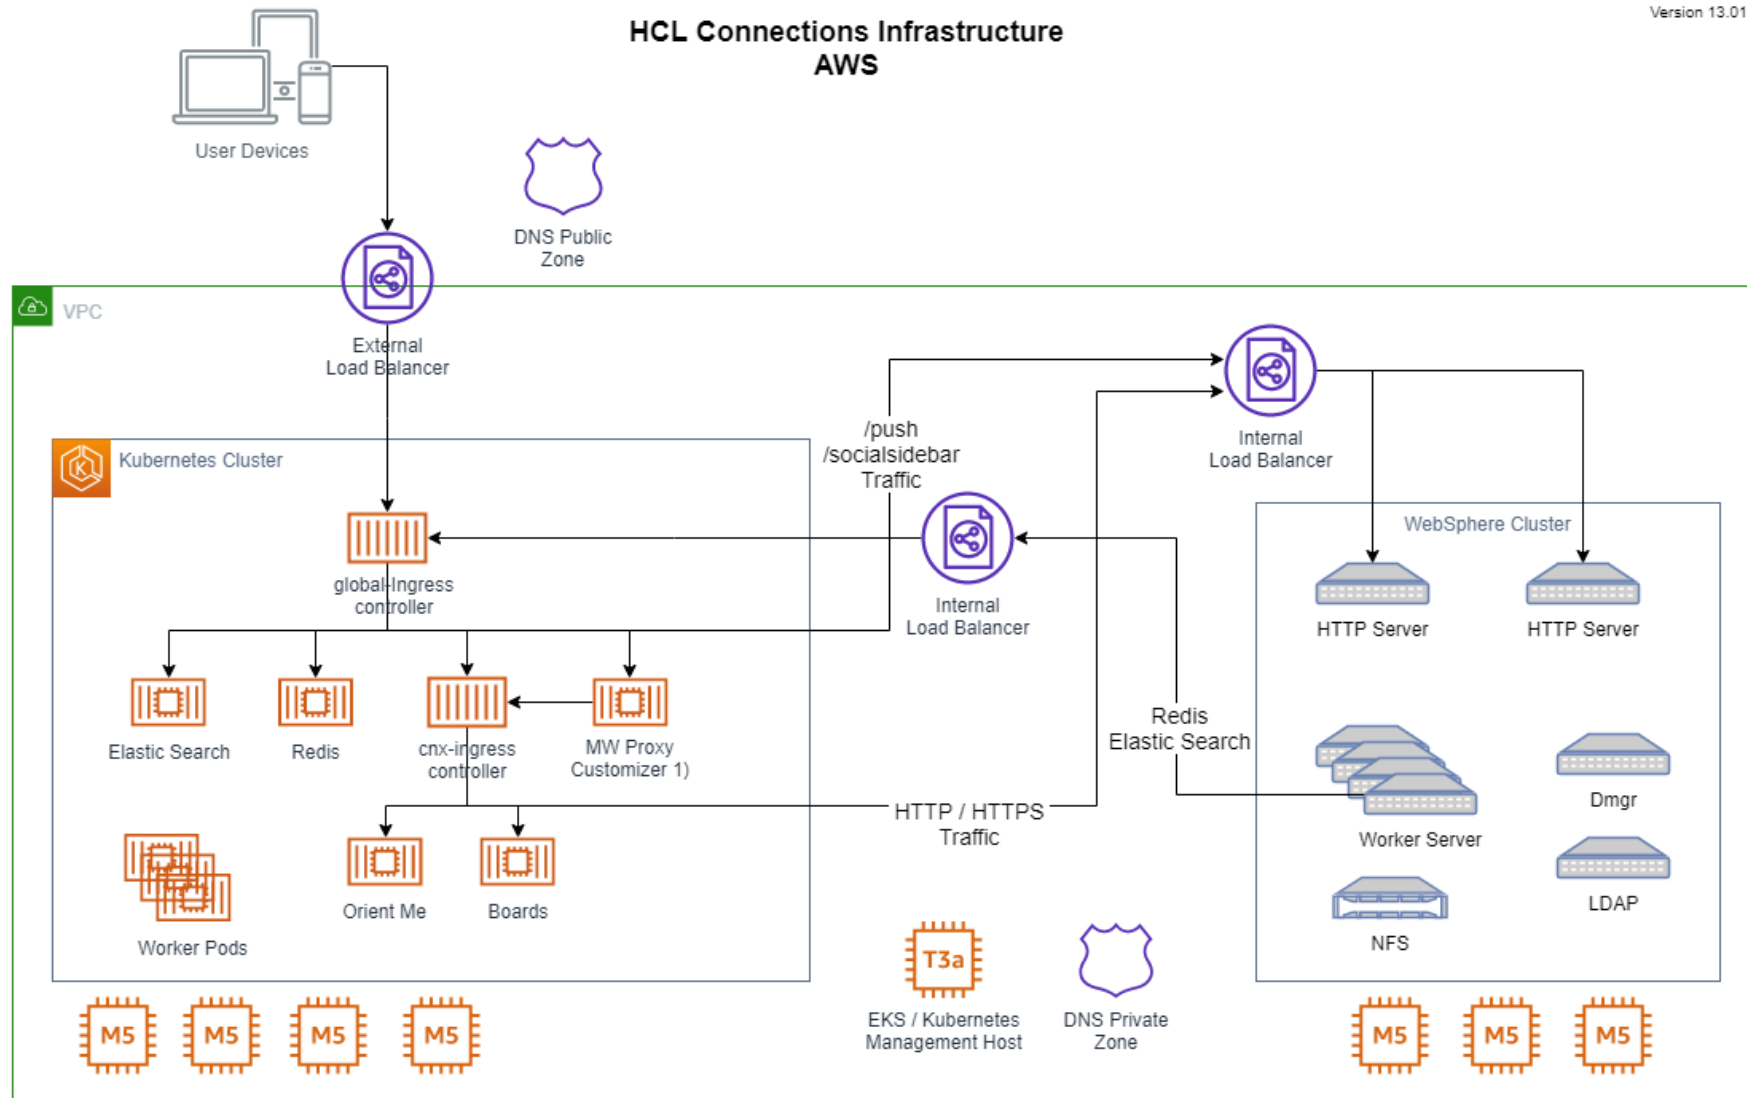 Version 13.01
HCL Connections Infrastructure
AWS
User Devices
DNS Public
Zone
VPC
External
Load Balancer
Internal
Load Balancer
/push
/socialsidebar
Traffic
Kubernetes Cluster
WebSphere Cluster
global-Ingress
controller
Internal
Load Balancer
HTTP Server
HTTP Server
Elastic Search
Redis
cnx-ingress
controller
MW Proxy
Customizer 1)
Redis
Elastic Search
HTTP / HTTPS
Traffic
Worker Server
Dmgr
Orient Me
Boards
Worker Pods
LDAP
NFS
T3a
EKS / Kubernetes
Management Host
DNS Private
Zone
M5
M5
M5
M5
M5
M5
M5